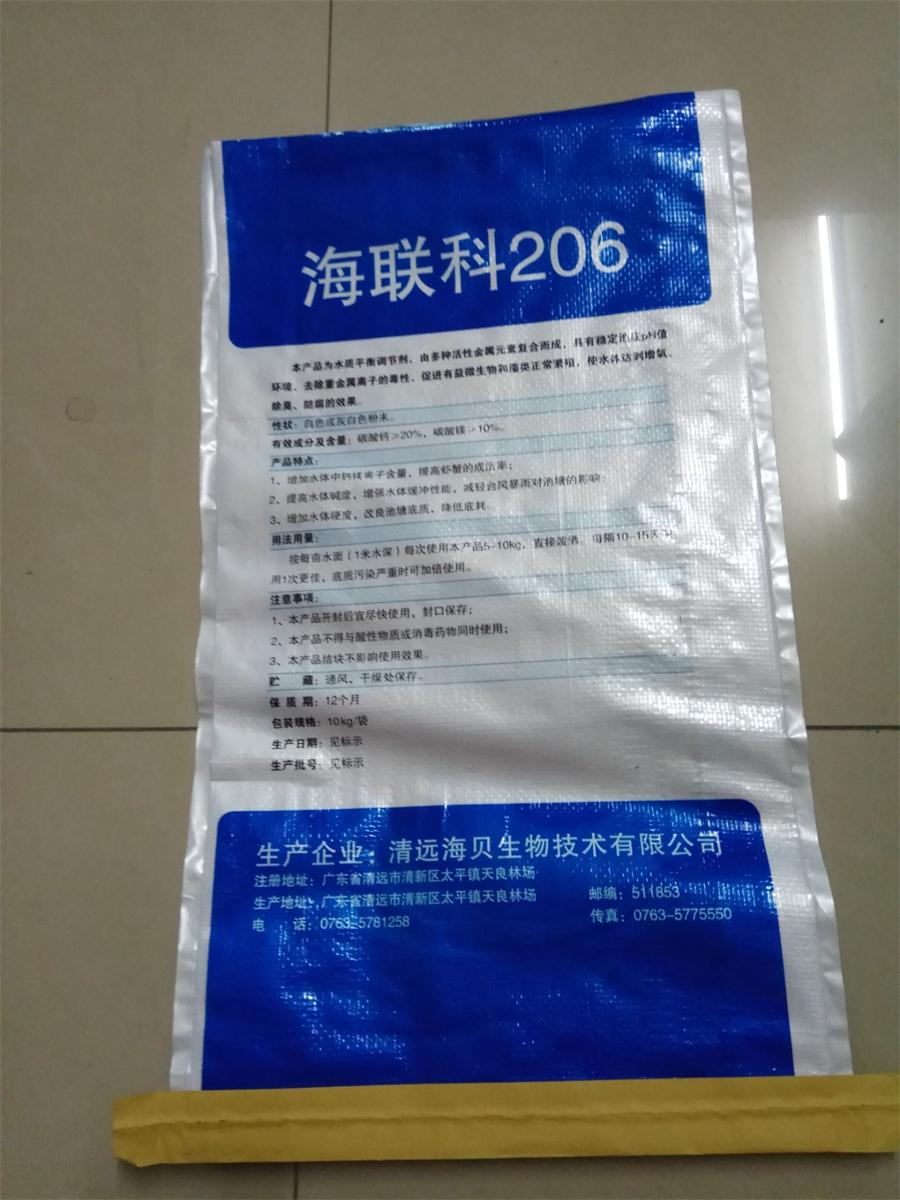 海联科206
本产品为水质平衡调节剂，由多种活性金属元素复合而成，具有稳定池底pH值
环境、去除重金属离子的毒性、促进有益微生物和藻类正常繁殖，使水体达到增氧、
除臭、防腐的效果。
性状：白色或灰白色粉末。
有效成分及含量：碳酸钙≥20%，碳酸镁≥10%。
产品特点：
1、增加水体中钙镁离子含量，提高虾蟹的成活率；
2、提高水体碱度，增强水体缓冲性能，减轻台风暴雨对池塘的影响；
3、增加水体硬度，改良池塘底质，降低底耗。
用法用量：
按每亩水面（1米水深）每次使用本产品5-10kg，直接泼洒，每隔10-15天
用1次更佳，底质污染严重时可加倍使用。
注意事项：
1、本产品开封后宜尽快使用，封口保存；
2、本产品不得与酸性物质或消毒药物同时使用；
3、本产品结块不影响使用效果。
贮 藏：通风、干燥处保存。
保 质 期：12个月
包装规格：10kg/袋
生产日期：见标示
生产批号：见标示
生产企业：清远海贝生物技术有限公司
注册地址：广东省清远市清新区太平镇天良林场
生产地址：广东省清远市清新区太平镇天良林场 邮编：511853
电 话：0763-5781258 传真：0763-5775550